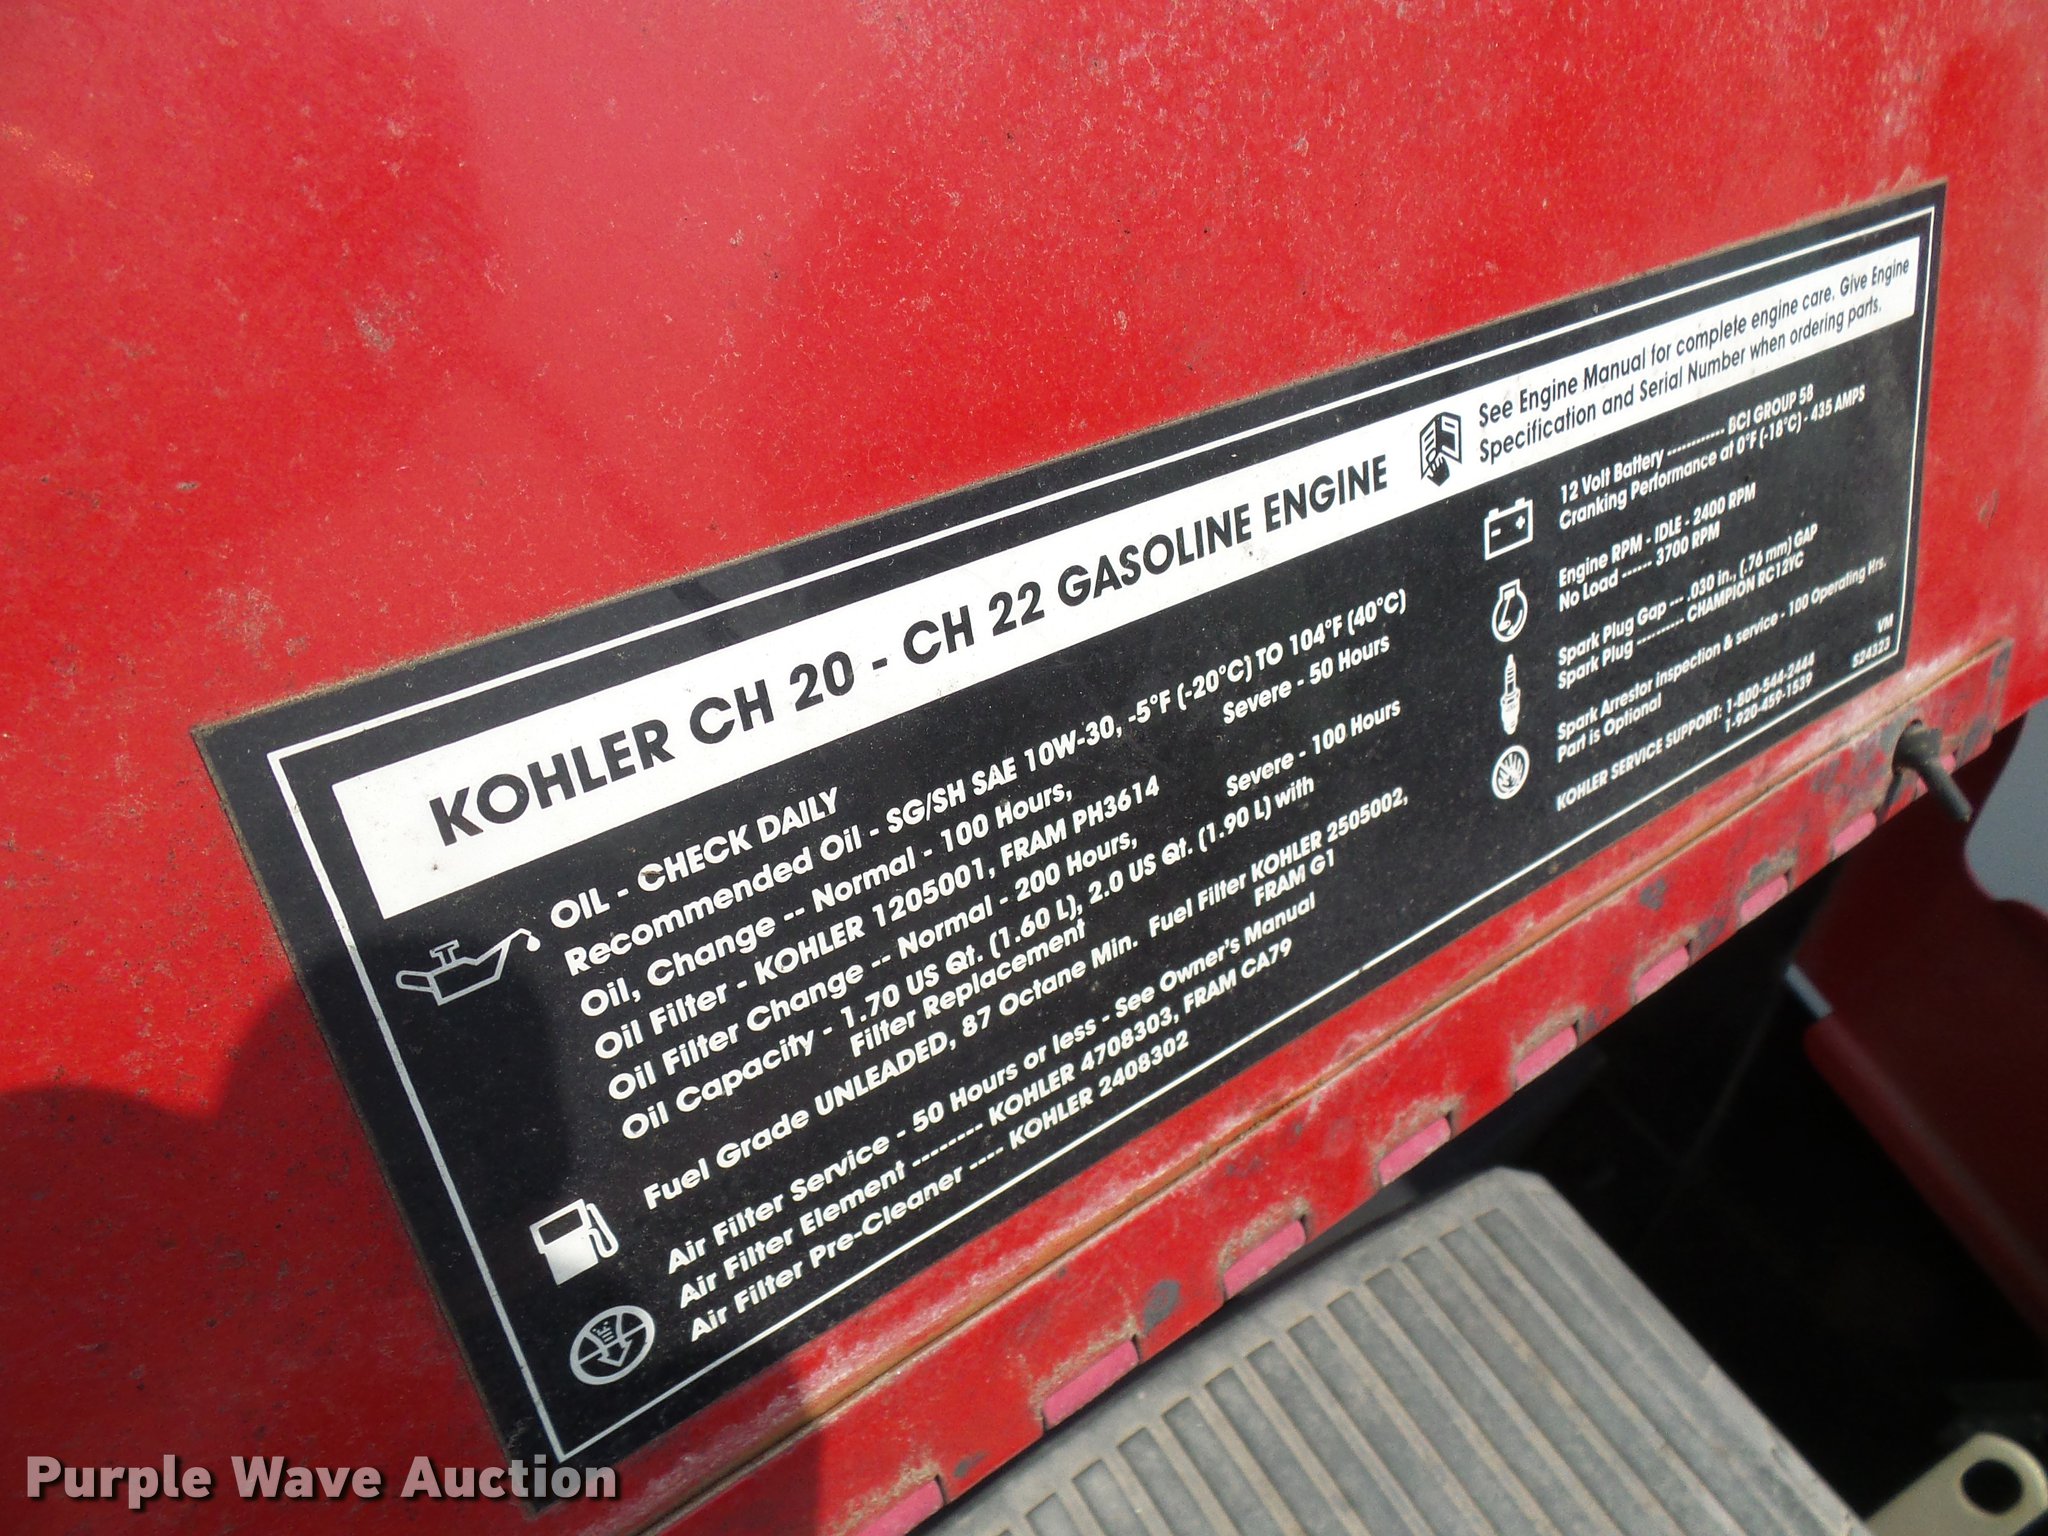 KOHLER CH 20 - CH 22 GASOLINE ENGINE
See Engine Manual for complete engine care. Give Engine
Specification and Serial Number when ordering parts.
OIL - CHECK DAILY
Recommended Oil - SG/SH SAE 10W-30, -5°F (-20°C) TO 104°F (40°C)
Oil, Change -- Normal - 100 Hours, Severe - 50 Hours
Oil Filter - KOHLER 1205001, FRAM PH3614
Oil Filter Change -- Normal - 200 Hours, Severe - 100 Hours
Oil Capacity - 1.70 US Qt. (1.60 L), 2.0 US Qt. (1.90 L) with
Filter Replacement
Fuel Grade UNLEADED, 87 Octane Min. Fuel Filter KOHLER 2505002,
FRAM G1
Air Filter Service - 50 Hours or less - See Owner's Manual
Air Filter Element -------- KOHLER 4708303, FRAM CA79
Air Filter Pre-Cleaner ---- KOHLER 2408302
12 Volt Battery ------------ BCI GROUP 58
Cranking Performance at 0°F (-18°C) - 435 AMPS
Engine RPM - IDLE - 2400 RPM
No Load ------ 3700 RPM
Spark Plug Gap --- .030 in., (.76 mm) GAP
Spark Plug ---------- CHAMPION RC12YC
Spark Arrestor inspection & service - 100 Operating Hrs.
Part is Optional
KOHLER SERVICE SUPPORT: 1-800-544-2444
1-920-459-1539
VM
S24323
Purple Wave Auction